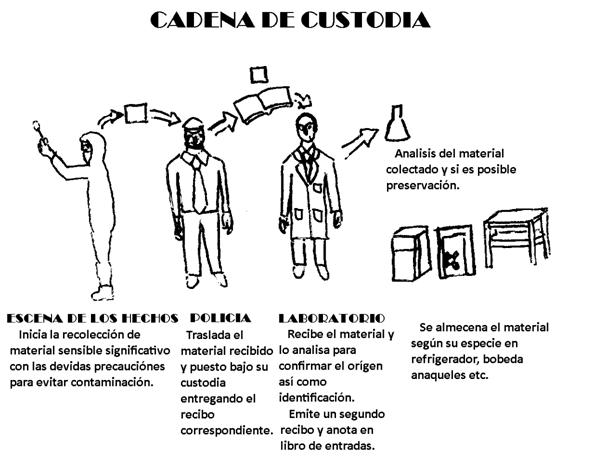 CADENA DE CUSTODIA
Analisis del material
colectado y si es posible
preservación.
ESCENA DE LOS HECHOS
Inicia la recolección de
material sensible significativo
con las devidas precauciónes
para evitar contaminación.
POLICIA
Traslada el
material recibido
y puesto bajo su
custodia
entregando el
recibo
correspondiente.
LABORATORIO
Recibe el material y
lo analisa para
confirmar el orígen
así como
identificación.
Emite un segundo
recibo y anota en
libro de entradas.
Se almecena el material
según su especie en
refrigerador, bobeda
anaqueles etc.